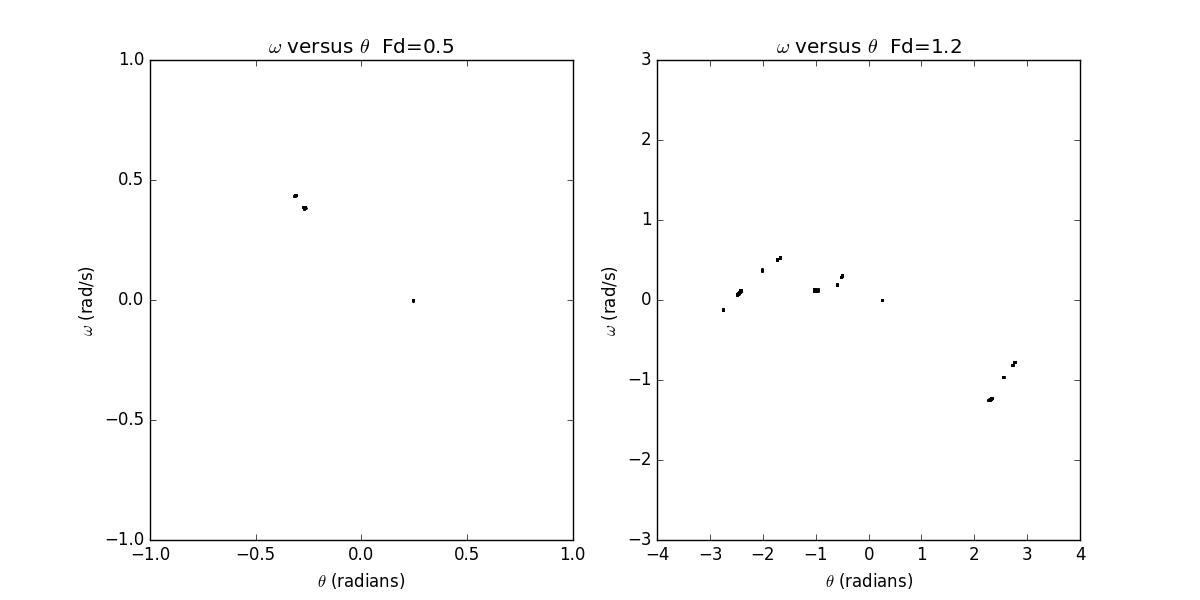 ω versus θ  Fd=0.5
1.0
0.5
0.0
−0.5
−1.0
−1.0 −0.5 0.0 0.5 1.0
ω (rad/s)
θ (radians)
ω versus θ  Fd=1.2
3
2
1
0
−1
−2
−3
−4 −3 −2 −1 0 1 2 3 4
ω (rad/s)
θ (radians)